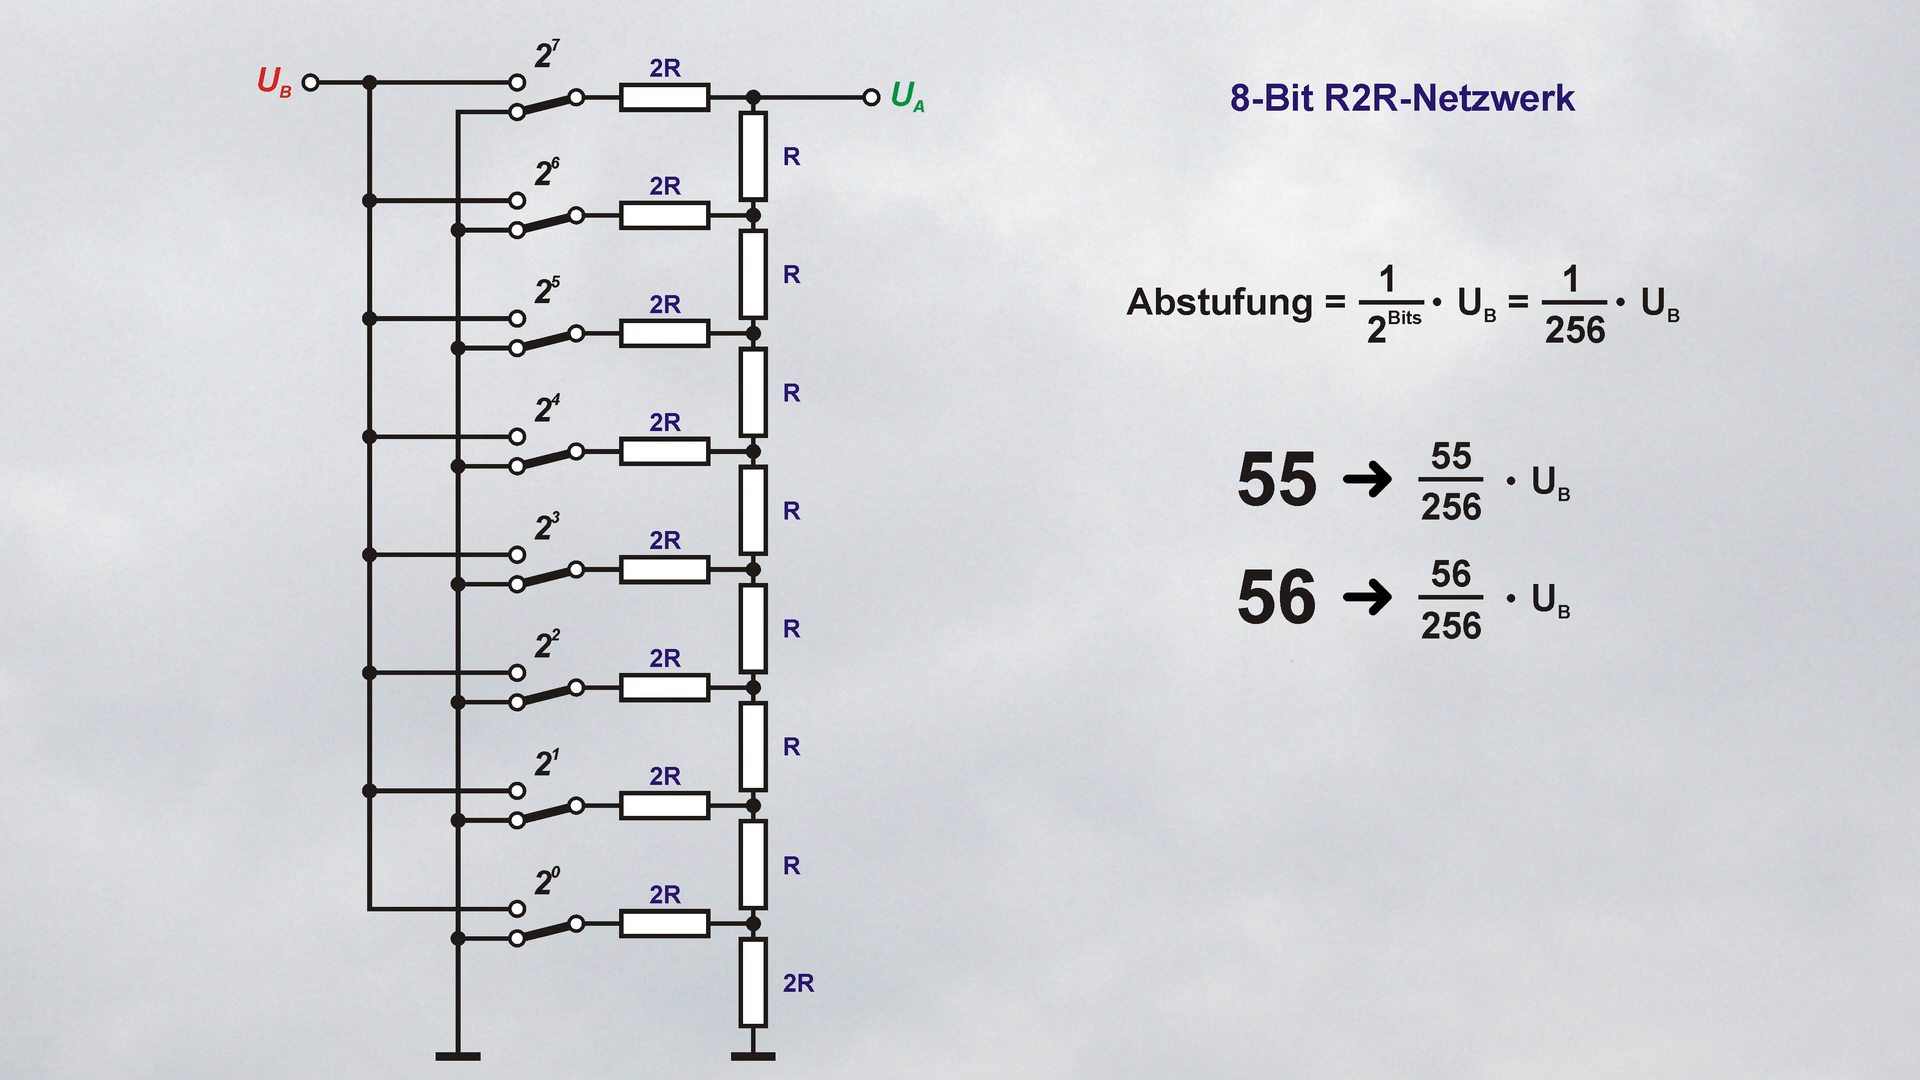 8-Bit R2R-Netzwerk
U_B
2^7
2R
U_A
R
2^6
2R
R
2^5
2R
R
2^4
2R
R
2^3
2R
R
2^2
2R
R
2^1
2R
R
2^0
2R
2R
Abstufung = 1/2^Bits · U_B = 1/256 · U_B
55 → 55/256 · U_B
56 → 56/256 · U_B